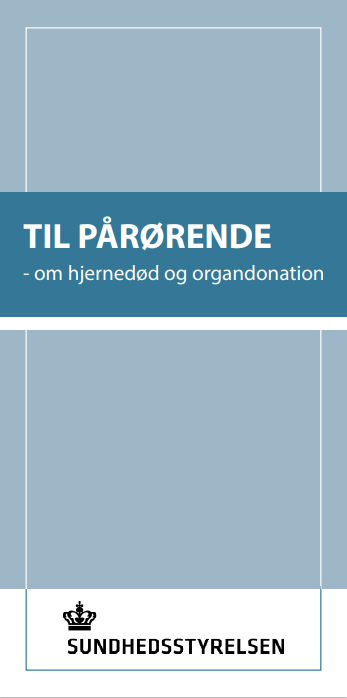 TIL PÅRØRENDE
- om hjernedød og organdonation
SUNDHEDSSTYRELSEN